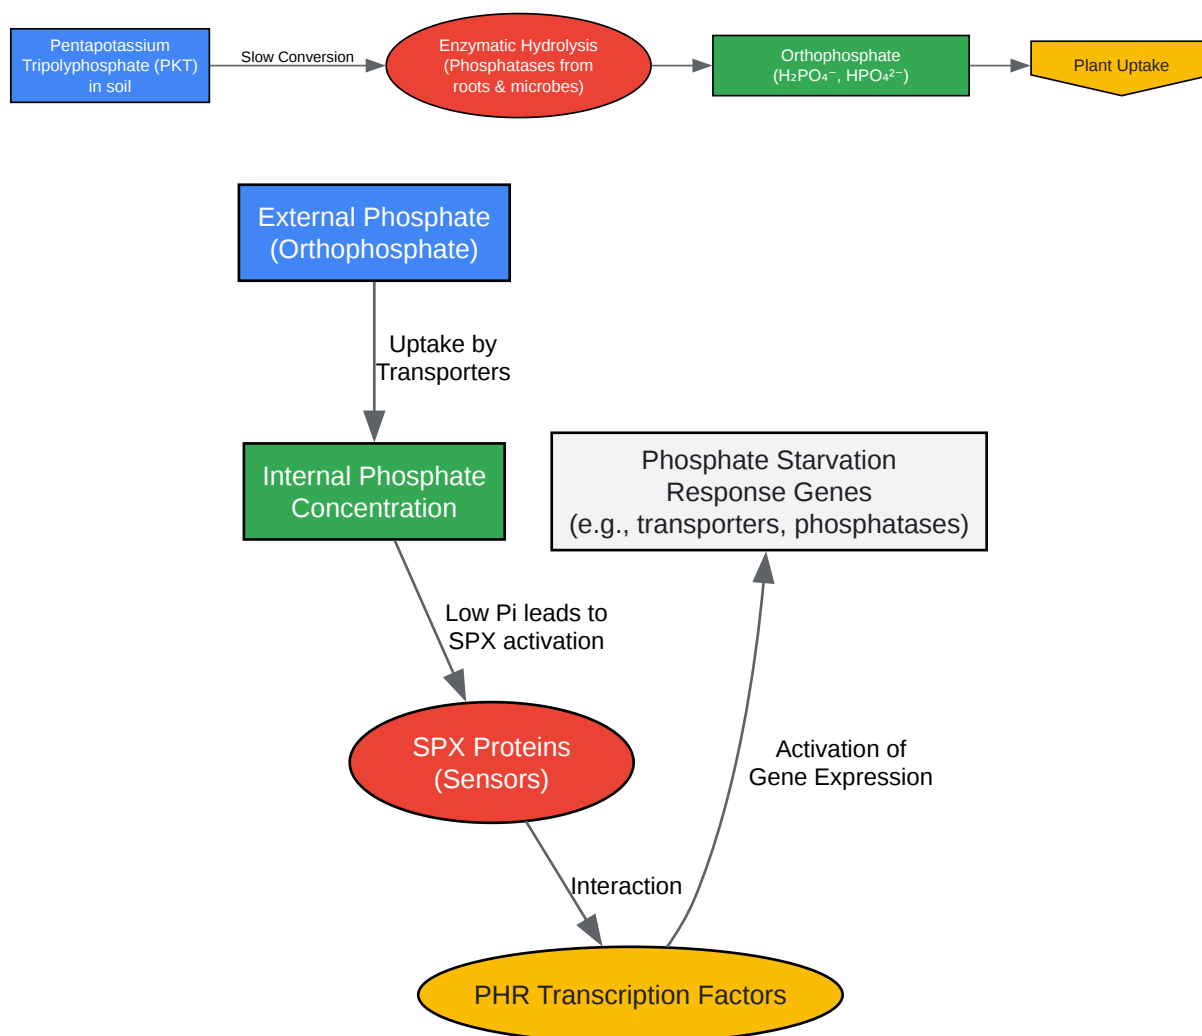 Pentapotassium
Tripolyphosphate (PKT)
in soil
Slow Conversion
Enzymatic Hydrolysis
(Phosphatases from
roots & microbes)
Orthophosphate
(H₂PO₄⁻, HPO₄²⁻)
Plant Uptake
External Phosphate
(Orthophosphate)
Uptake by
Transporters
Internal Phosphate
Concentration
Phosphate Starvation
Response Genes
(e.g., transporters, phosphatases)
Low Pi leads to
SPX activation
SPX Proteins
(Sensors)
Activation of
Gene Expression
Interaction
PHR Transcription Factors